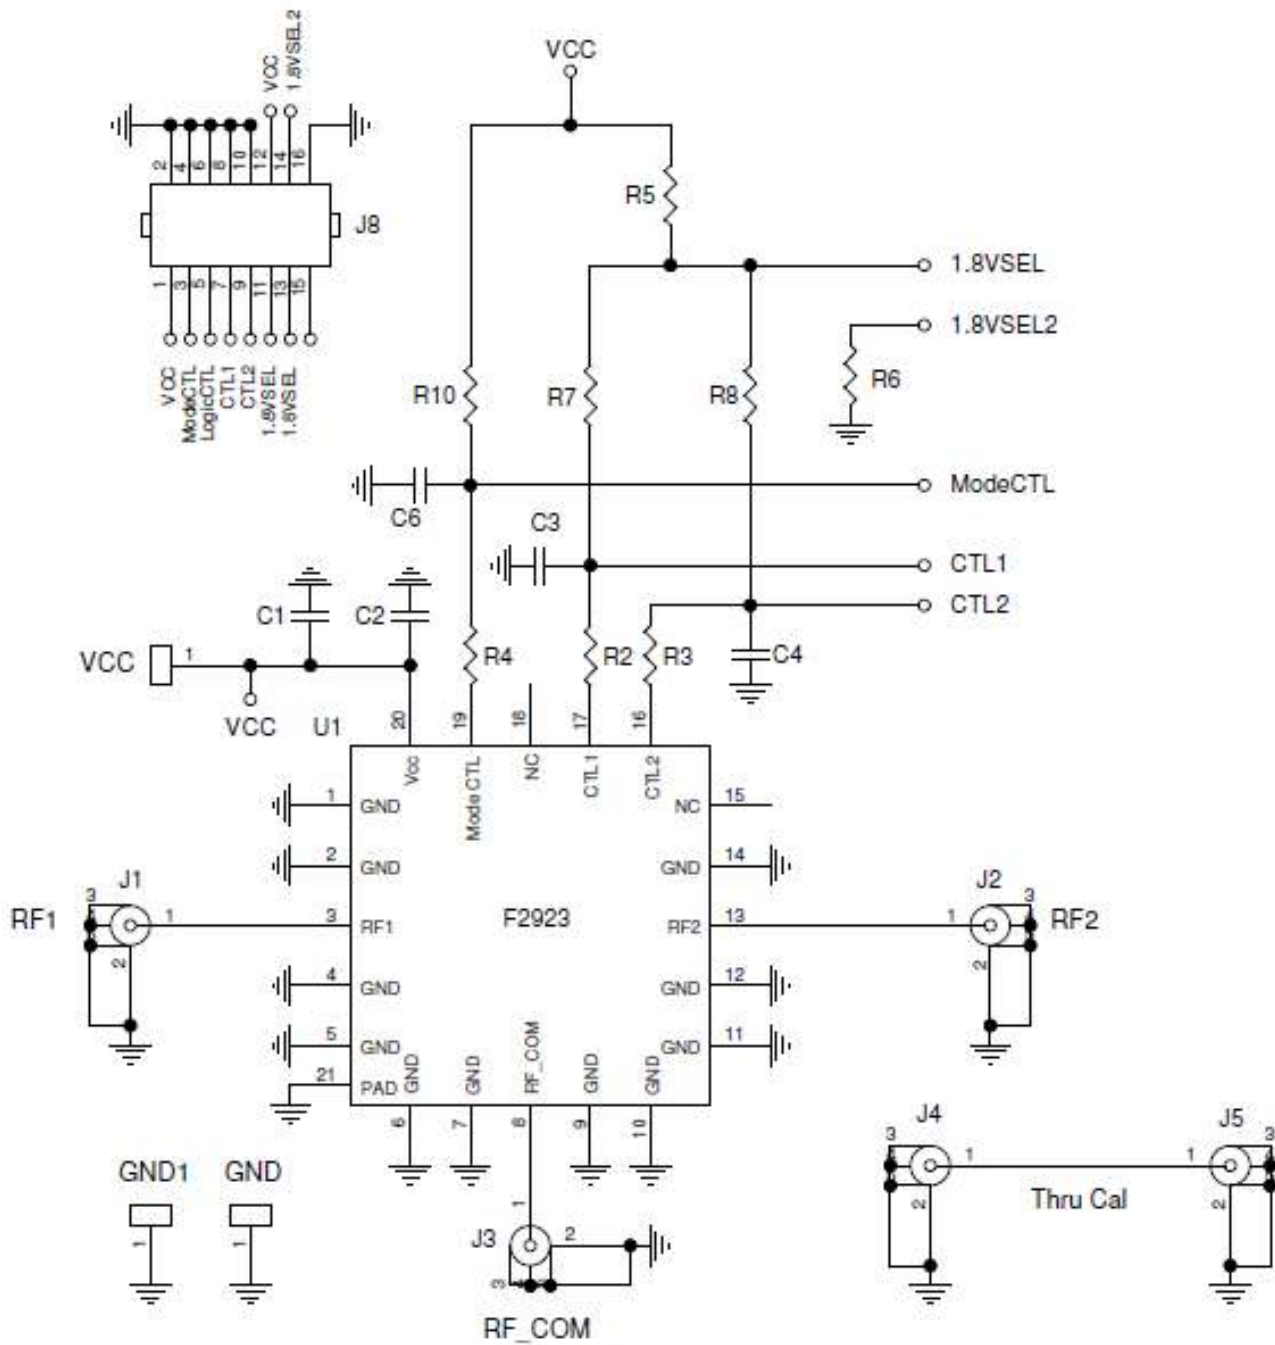 VCC
1.8VSEL2
VCC
2
4
6
8
10
12
14
16
J8
1
3
5
7
9
11
13
15
VCC
ModeCTL
LogicCTL
CTL1
CTL2
1.8VSEL
1.8VSEL
R5
1.8VSEL
1.8VSEL2
R10
R7
R8
R6
ModeCTL
C6
C3
CTL1
CTL2
C1
C2
VCC
1
R4
R2
R3
C4
VCC
U1
20
19
18
17
16
Vcc
ModeCTL
NC
CTL1
CTL2
1
GND
NC
15
2
GND
GND
14
RF1
J1
3
1
2
3
RF1
F2923
RF2
13
1
J2
3
2
RF2
4
GND
GND
12
5
GND
GND
11
21
PAD
GND
GND
RF_COM
GND
GND
6
7
8
9
10
GND1
1
GND
1
J3
1
2
3
RF_COM
J4
3
1
2
Thru Cal
J5
1
3
2